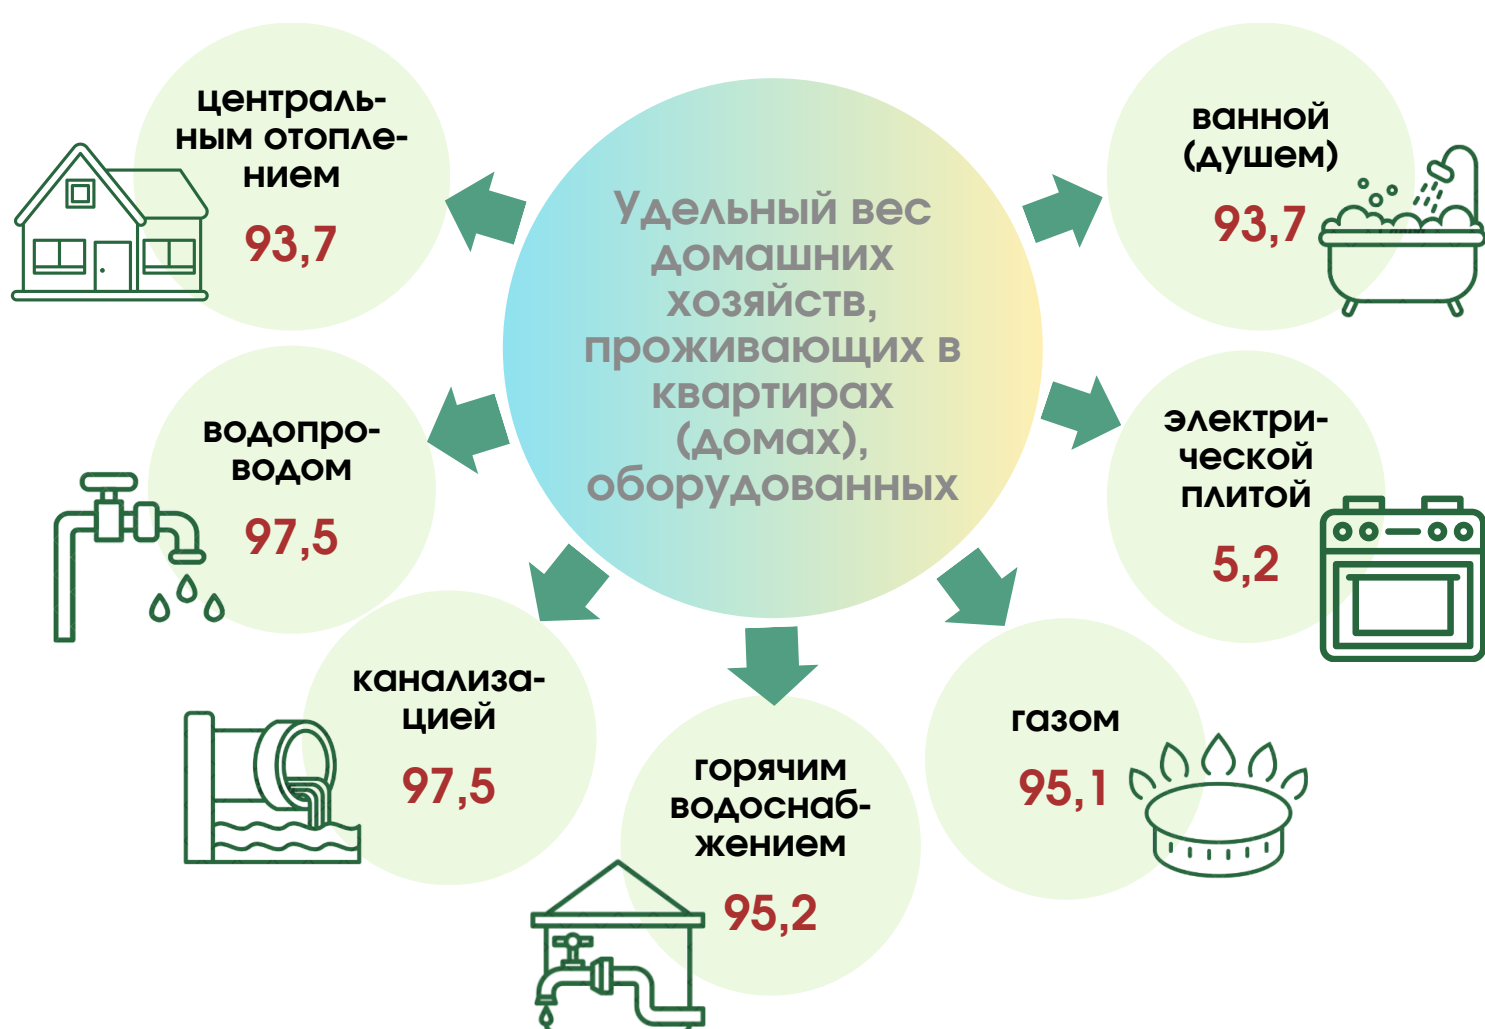 Удельный вес
домашних
хозяйств,
проживающих в
квартирах
(домах),
оборудованных
централь-
ным отопле-
нием
93,7
водопро-
водом
97,5
канализа-
цией
97,5
горячим
водоснаб-
жением
95,2
газом
95,1
электри-
ческой
плитой
5,2
ванной
(душем)
93,7